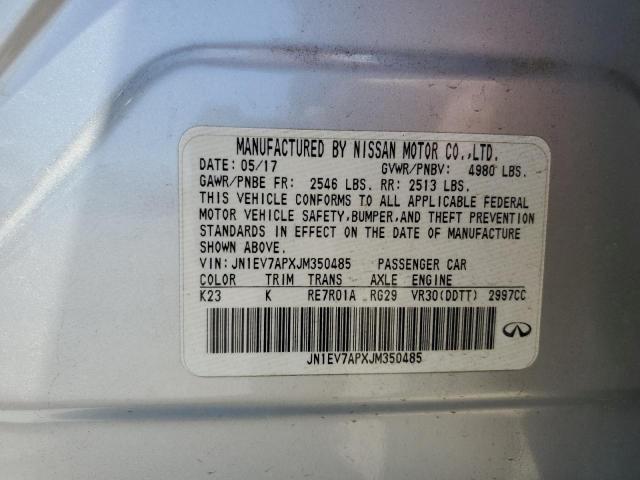 MANUFACTURED BY NISSAN MOTOR CO.,LTD.
DATE: 05/17 GVWR/PNBV: 4980 LBS.
GAWR/PNBE FR: 2546 LBS. RR: 2513 LBS.
THIS VEHICLE CONFORMS TO ALL APPLICABLE FEDERAL
MOTOR VEHICLE SAFETY,BUMPER,AND THEFT PREVENTION
STANDARDS IN EFFECT ON THE DATE OF MANUFACTURE
SHOWN ABOVE.
VIN: JN1EV7APXJM350485 PASSENGER CAR
COLOR TRIM TRANS AXLE ENGINE
K23 K RE7R01A RG29 VR30(DDTT) 2997CC
JN1EV7APXJM350485